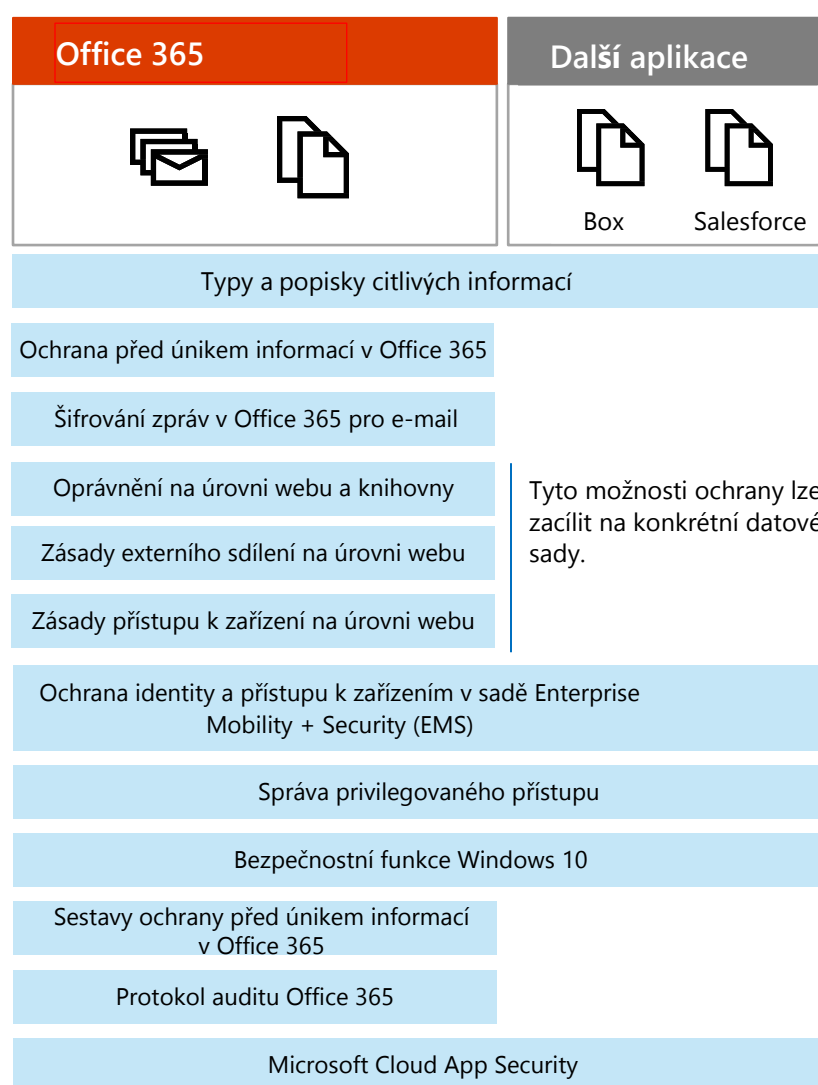 Office 365
Další aplikace
Box
Salesforce
Typy a popisky citlivých informací
Ochrana před únikem informací v Office 365
Šifrování zpráv v Office 365 pro e-mail
Oprávnění na úrovni webu a knihovny
Zásady externího sdílení na úrovni webu
Zásady přístupu k zařízení na úrovni webu
Tyto možnosti ochrany lze
zacílit na konkrétní datové
sady.
Ochrana identity a přístupu k zařízením v sadě Enterprise
Mobility + Security (EMS)
Správa privilegovaného přístupu
Bezpečnostní funkce Windows 10
Sestavy ochrany před únikem informací
v Office 365
Protokol auditu Office 365
Microsoft Cloud App Security